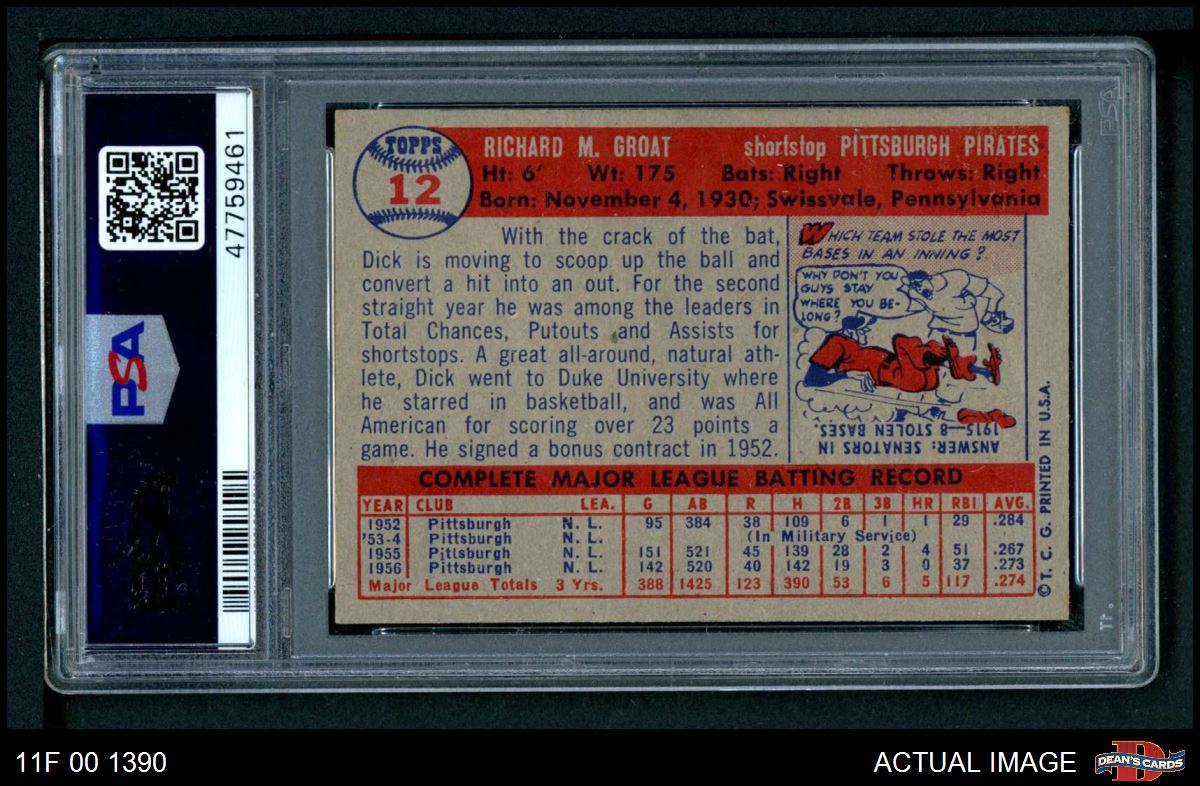 PSA
47759461
PSA
TOPPS
12
RICHARD M. GROAT shortstop PITTSBURGH PIRATES
Ht: 6' Wt: 175 Bats: Right Throws: Right
Born: November 4, 1930; Swissvale, Pennsylvania
With the crack of the bat,
Dick is moving to scoop up the ball and
convert a hit into an out. For the second
straight year he was among the leaders in
Total Chances, Putouts and Assists for
shortstops. A great all-around, natural ath-
lete, Dick went to Duke University where
he starred in basketball, and was All
American for scoring over 23 points a
game. He signed a bonus contract in 1952.
WHICH TEAM STOLE THE MOST
BASES IN AN INNING?
WHY DON'T YOU
GUYS STAY
WHERE YOU BE-
LONG?
ANSWER: SENATORS IN
1915—8 STOLEN BASES
COMPLETE MAJOR LEAGUE BATTING RECORD
YEAR CLUB LEA. G AB R H 2B 3B HR RBI AVG.
1952 Pittsburgh N. L. 95 384 38 109 6 1 1 29 .284
'53-4 Pittsburgh N. L. (In Military Service)
1955 Pittsburgh N. L. 151 521 45 139 28 2 4 51 .267
1956 Pittsburgh N. L. 142 520 40 142 19 3 0 37 .273
Major League Totals 3 Yrs. 388 1425 123 390 53 6 5 117 .274
© T. C. G. PRINTED IN U.S.A.
11F 00 1390
ACTUAL IMAGE
DEAN'S CARDS